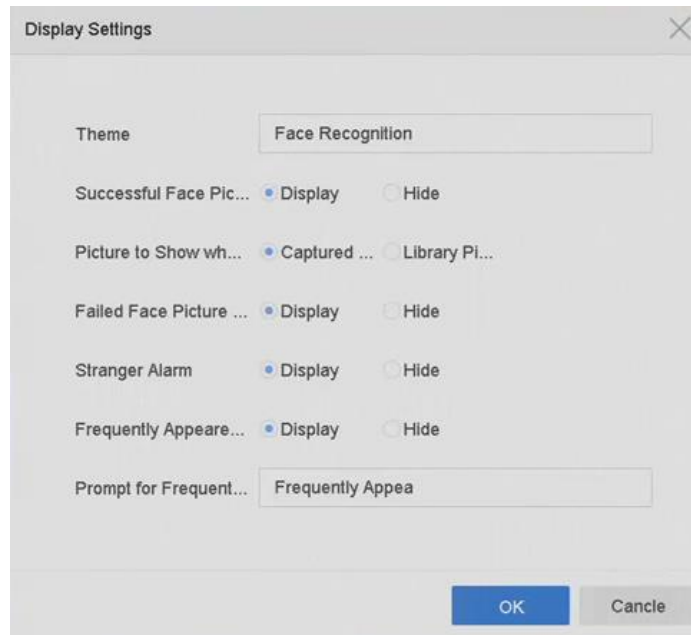 Display Settings
Theme Face Recognition
Successful Face Pic... Display Hide
Picture to Show wh... Captured ... Library Pi...
Failed Face Picture ... Display Hide
Stranger Alarm Display Hide
Frequently Appeare... Display Hide
Prompt for Frequent... Frequently Appea
OK Cancle